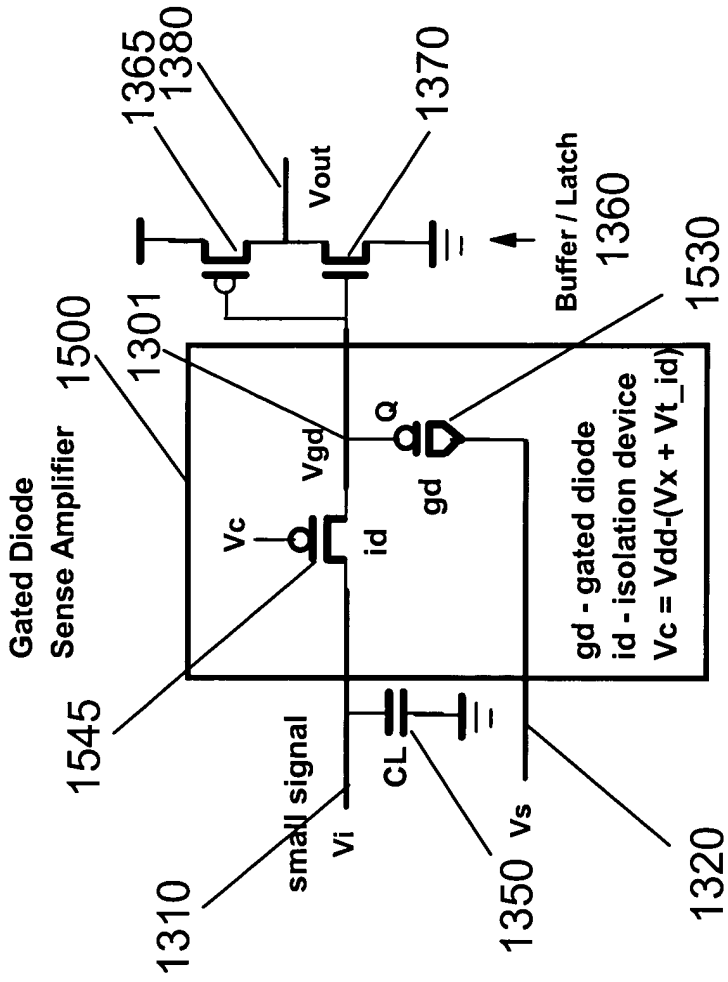 Gated Diode
Sense Amplifier
1500
1545
1301
1365
1380
1370
Vout
Buffer / Latch
1360
1530
1310
small signal
Vi
CL
1350
Vs
1320
Vc
id
Vgd
Q
gd
gd - gated diode
id - isolation device
Vc = Vdd-(Vx + Vt_id)